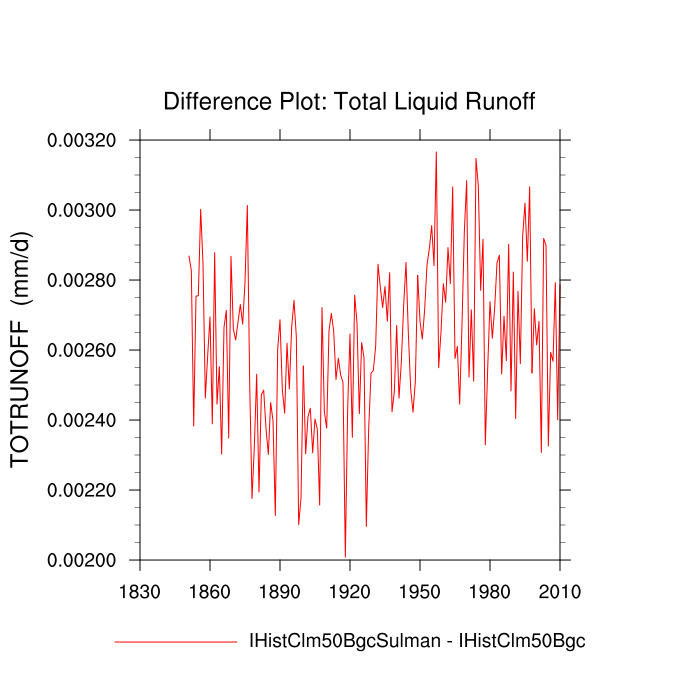 Difference Plot: Total Liquid Runoff
TOTRUNOFF (mm/d)
0.00320
0.00300
0.00280
0.00260
0.00240
0.00220
0.00200
1830 1860 1890 1920 1950 1980 2010
IHistClm50BgcSulman - IHistClm50Bgc